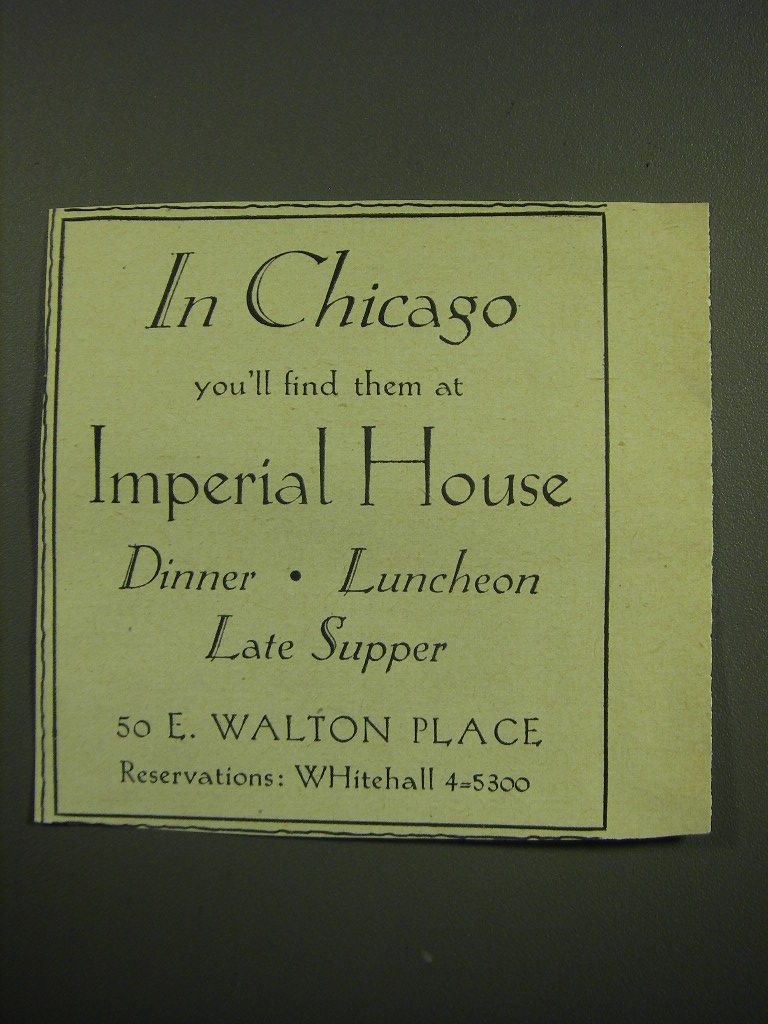 In Chicago
you'll find them at
Imperial House
Dinner • Luncheon
Late Supper
50 E. WALTON PLACE
Reservations: WHitehall 4=5300